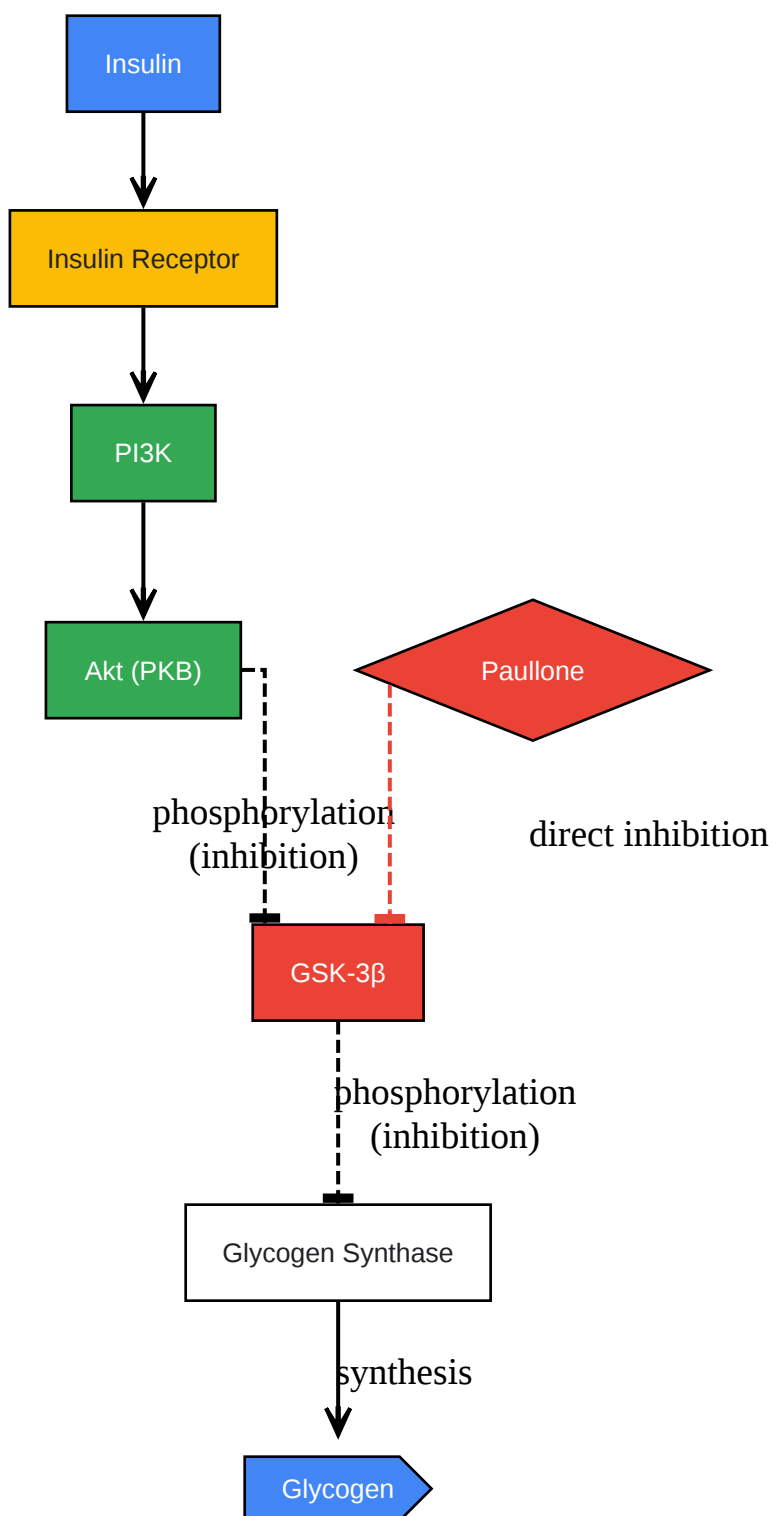 Insulin
Insulin Receptor
PI3K
Akt (PKB)
Paullone
phosphorylation
(inhibition)
direct inhibition
GSK-3β
phosphorylation
(inhibition)
Glycogen Synthase
synthesis
Glycogen